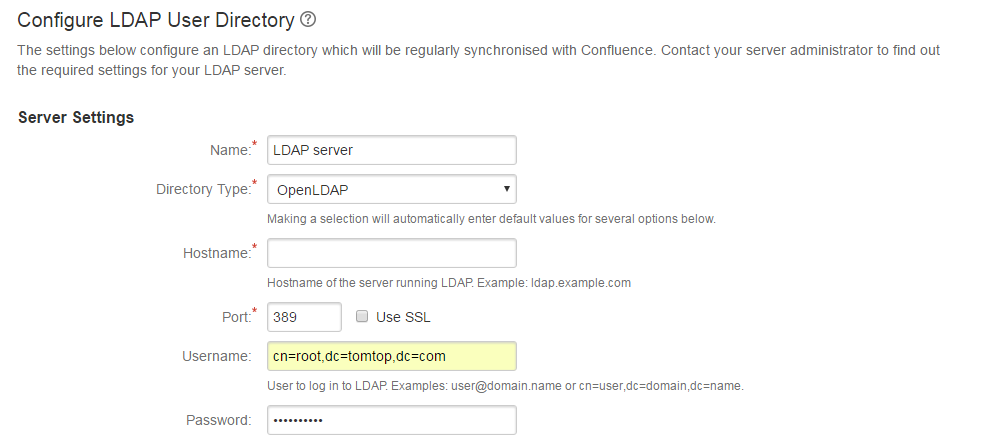 Configure LDAP User Directory ?
The settings below configure an LDAP directory which will be regularly synchronised with Confluence. Contact your server administrator to find out
the required settings for your LDAP server.
Server Settings
Name:* LDAP server
Directory Type:* OpenLDAP
Making a selection will automatically enter default values for several options below.
Hostname:*
Hostname of the server running LDAP. Example: ldap.example.com
Port:* 389 Use SSL
Username: cn=root,dc=tomtop,dc=com
User to log in to LDAP. Examples: user@domain.name or cn=user,dc=domain,dc=name.
Password: ••••••••••